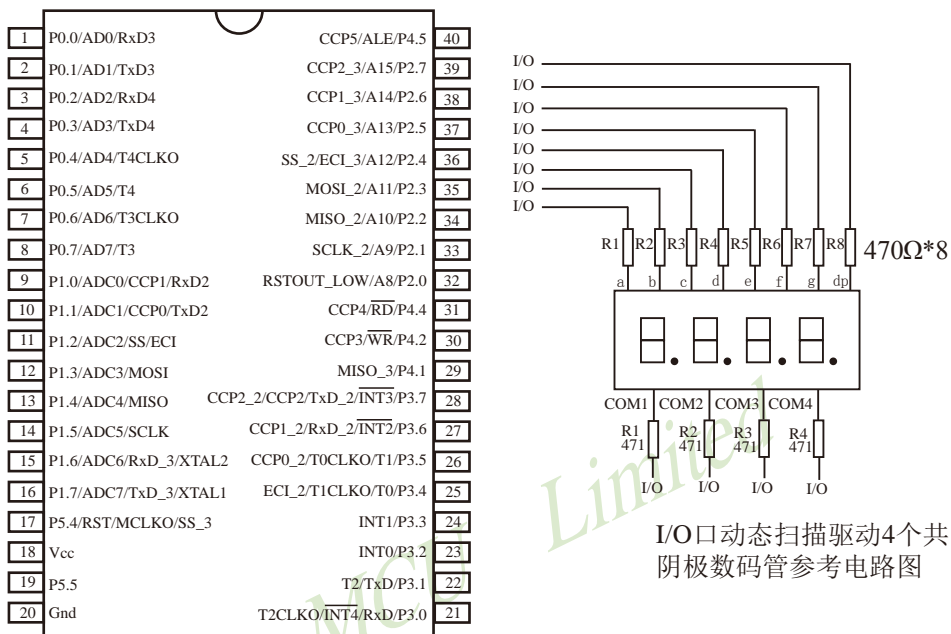 1 P0.0/AD0/RxD3 CCP5/ALE/P4.5 40
2 P0.1/AD1/TxD3 CCP2_3/A15/P2.7 39
3 P0.2/AD2/RxD4 CCP1_3/A14/P2.6 38
4 P0.3/AD3/TxD4 CCP0_3/A13/P2.5 37
5 P0.4/AD4/T4CLKO SS_2/ECI_3/A12/P2.4 36
6 P0.5/AD5/T4 MOSI_2/A11/P2.3 35
7 P0.6/AD6/T3CLKO MISO_2/A10/P2.2 34
8 P0.7/AD7/T3 SCLK_2/A9/P2.1 33
9 P1.0/ADC0/CCP1/RxD2 RSTOUT_LOW/A8/P2.0 32
10 P1.1/ADC1/CCP0/TxD2 CCP4/RD/P4.4 31
11 P1.2/ADC2/SS/ECI CCP3/WR/P4.2 30
12 P1.3/ADC3/MOSI MISO_3/P4.1 29
13 P1.4/ADC4/MISO CCP2_2/CCP2/TxD_2/INT3/P3.7 28
14 P1.5/ADC5/SCLK CCP1_2/RxD_2/INT2/P3.6 27
15 P1.6/ADC6/RxD_3/XTAL2 CCP0_2/T0CLKO/T1/P3.5 26
16 P1.7/ADC7/TxD_3/XTAL1 ECI_2/T1CLKO/T0/P3.4 25
17 P5.4/RST/MCLKO/SS_3 INT1/P3.3 24
18 Vcc INT0/P3.2 23
19 P5.5 T2/TxD/P3.1 22
20 Gnd T2CLKO/INT4/RxD/P3.0 21
I/O
I/O
I/O
I/O
I/O
I/O
I/O
I/O
R1 R2 R3 R4 R5 R6 R7 R8 470Ω*8
a b c d e f g dp
COM1 COM2 COM3 COM4
R1 R2 R3 R4
471 471 471 471
I/O I/O I/O I/O
I/O口动态扫描驱动4个共
阴极数码管参考电路图
MCU Limited